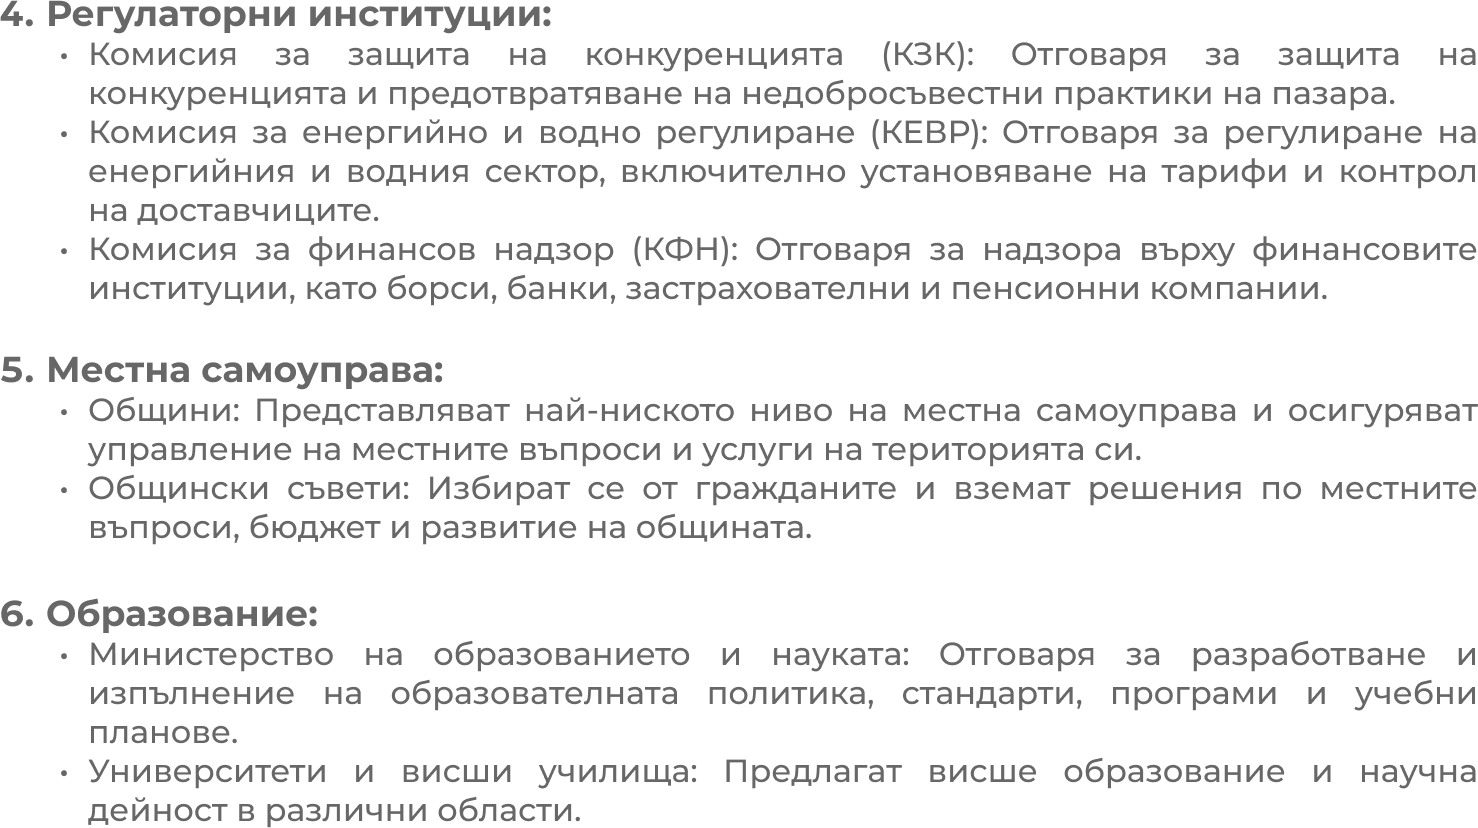 4. Регулаторни институции:
• Комисия за защита на конкуренцията (КЗК): Отговаря за защита на
конкуренцията и предотвратяване на недобросъвестни практики на пазара.
• Комисия за енергийно и водно регулиране (КЕВР): Отговаря за регулиране на
енергийния и водния сектор, включително установяване на тарифи и контрол
на доставчиците.
• Комисия за финансов надзор (КФН): Отговаря за надзора върху финансовите
институции, като борси, банки, застрахователни и пенсионни компании.
5. Местна самоуправа:
• Общини: Представляват най-ниското ниво на местна самоуправа и осигуряват
управление на местните въпроси и услуги на територията си.
• Общински съвети: Избират се от гражданите и вземат решения по местните
въпроси, бюджет и развитие на общината.
6. Образование:
• Министерство на образованието и науката: Отговаря за разработване и
изпълнение на образователната политика, стандарти, програми и учебни
планове.
• Университети и висши училища: Предлагат висше образование и научна
дейност в различни области.